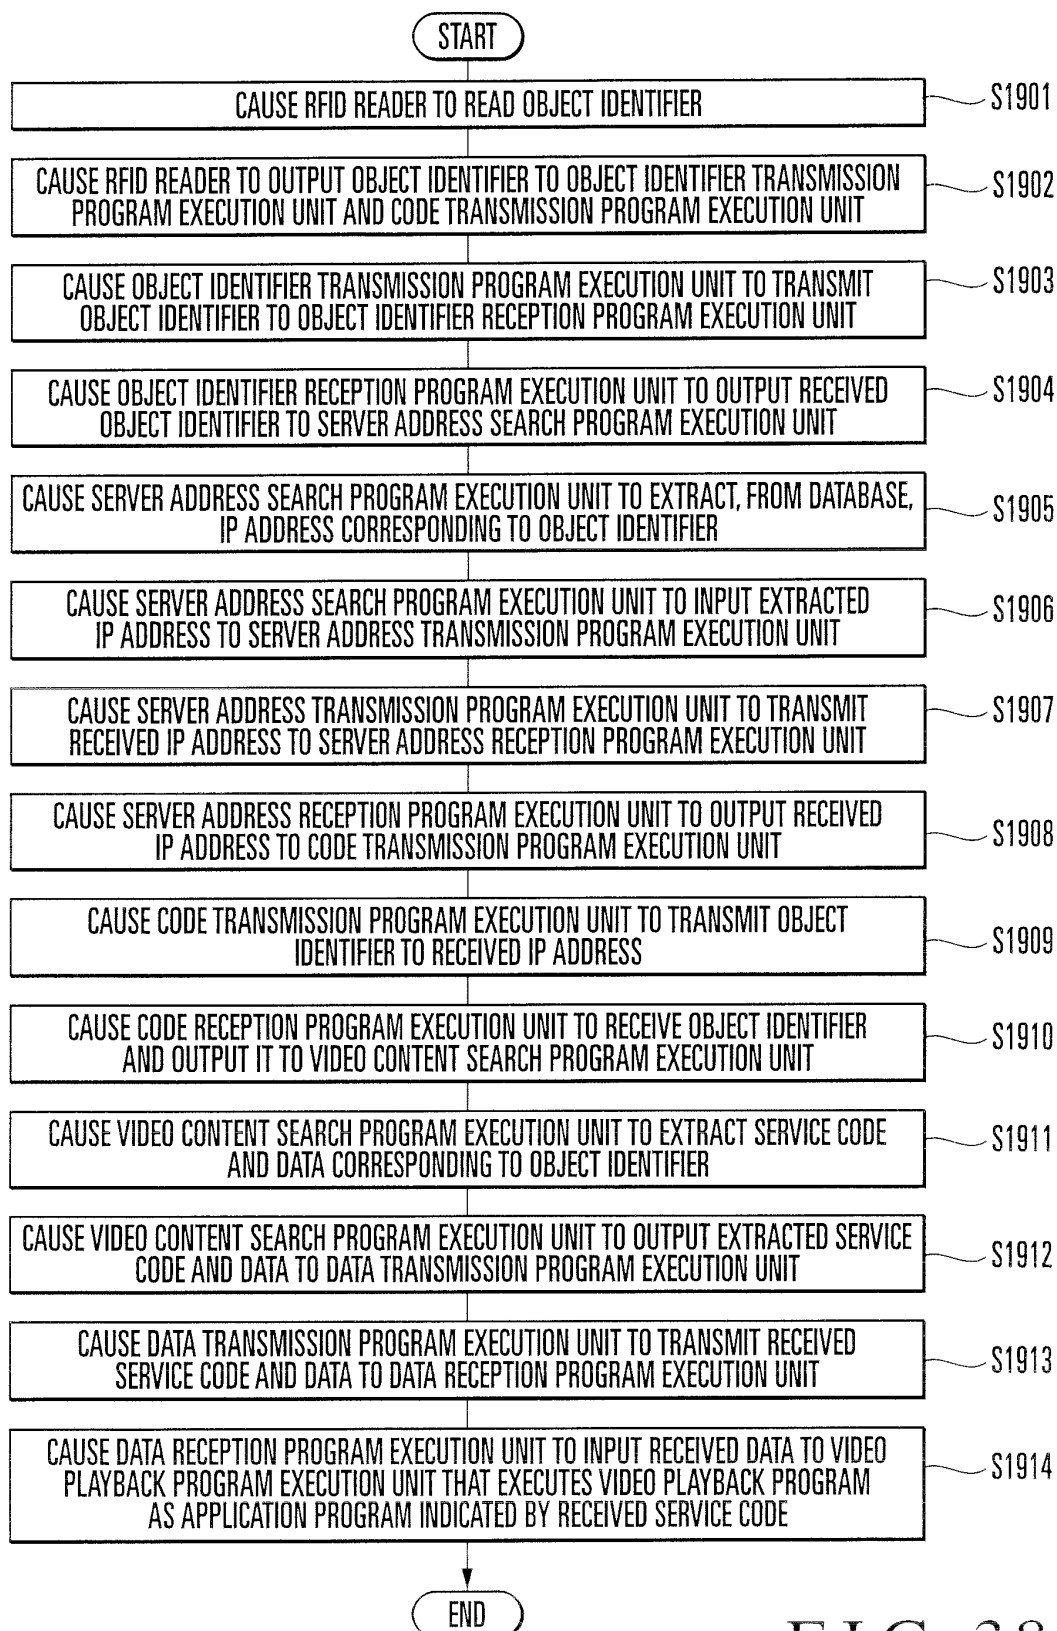 START
CAUSE RFID READER TO READ OBJECT IDENTIFIER
S1901
CAUSE RFID READER TO OUTPUT OBJECT IDENTIFIER TO OBJECT IDENTIFIER TRANSMISSION
PROGRAM EXECUTION UNIT AND CODE TRANSMISSION PROGRAM EXECUTION UNIT
S1902
CAUSE OBJECT IDENTIFIER TRANSMISSION PROGRAM EXECUTION UNIT TO TRANSMIT
OBJECT IDENTIFIER TO OBJECT IDENTIFIER RECEPTION PROGRAM EXECUTION UNIT
S1903
CAUSE OBJECT IDENTIFIER RECEPTION PROGRAM EXECUTION UNIT TO OUTPUT RECEIVED
OBJECT IDENTIFIER TO SERVER ADDRESS SEARCH PROGRAM EXECUTION UNIT
S1904
CAUSE SERVER ADDRESS SEARCH PROGRAM EXECUTION UNIT TO EXTRACT, FROM DATABASE,
IP ADDRESS CORRESPONDING TO OBJECT IDENTIFIER
S1905
CAUSE SERVER ADDRESS SEARCH PROGRAM EXECUTION UNIT TO INPUT EXTRACTED
IP ADDRESS TO SERVER ADDRESS TRANSMISSION PROGRAM EXECUTION UNIT
S1906
CAUSE SERVER ADDRESS TRANSMISSION PROGRAM EXECUTION UNIT TO TRANSMIT
RECEIVED IP ADDRESS TO SERVER ADDRESS RECEPTION PROGRAM EXECUTION UNIT
S1907
CAUSE SERVER ADDRESS RECEPTION PROGRAM EXECUTION UNIT TO OUTPUT RECEIVED
IP ADDRESS TO CODE TRANSMISSION PROGRAM EXECUTION UNIT
S1908
CAUSE CODE TRANSMISSION PROGRAM EXECUTION UNIT TO TRANSMIT OBJECT
IDENTIFIER TO RECEIVED IP ADDRESS
S1909
CAUSE CODE RECEPTION PROGRAM EXECUTION UNIT TO RECEIVE OBJECT IDENTIFIER
AND OUTPUT IT TO VIDEO CONTENT SEARCH PROGRAM EXECUTION UNIT
S1910
CAUSE VIDEO CONTENT SEARCH PROGRAM EXECUTION UNIT TO EXTRACT SERVICE CODE
AND DATA CORRESPONDING TO OBJECT IDENTIFIER
S1911
CAUSE VIDEO CONTENT SEARCH PROGRAM EXECUTION UNIT TO OUTPUT EXTRACTED SERVICE
CODE AND DATA TO DATA TRANSMISSION PROGRAM EXECUTION UNIT
S1912
CAUSE DATA TRANSMISSION PROGRAM EXECUTION UNIT TO TRANSMIT RECEIVED
SERVICE CODE AND DATA TO DATA RECEPTION PROGRAM EXECUTION UNIT
S1913
CAUSE DATA RECEPTION PROGRAM EXECUTION UNIT TO INPUT RECEIVED DATA TO VIDEO
PLAYBACK PROGRAM EXECUTION UNIT THAT EXECUTES VIDEO PLAYBACK PROGRAM
AS APPLICATION PROGRAM INDICATED BY RECEIVED SERVICE CODE
S1914
END